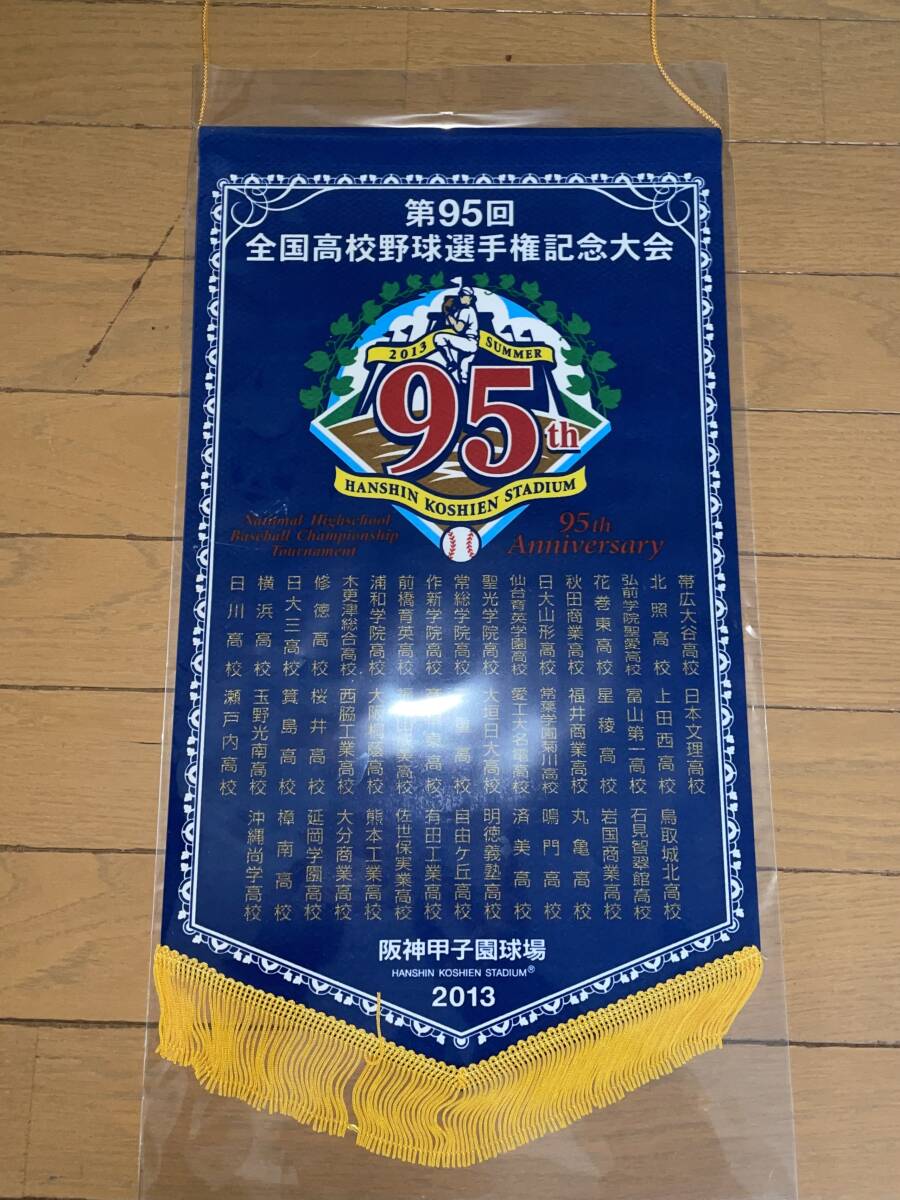 第95回
全国高校野球選手権記念大会
2013 SUMMER
95th
HANSHIN KOSHIEN STADIUM
National Highschool
Baseball Championship
Tournament
95th
Anniversary
帯広大谷高校
北照高校
弘前学院聖愛高校
花巻東高校
秋田商業高校
日大山形高校
仙台育英学園高校
聖光学院高校
常総学院高校
作新学院高校
前橋育英高校
浦和学院高校
木更津総合高校
修徳高校
日大三高校
横浜高校
日川高校
日本文理高校
上田西高校
富山第一高校
星稜高校
福井商業高校
常葉学園菊川高校
愛工大名電高校
大垣日大高校
大阪桐蔭高校
西脇工業高校
桜井高校
箕島高校
玉野光南高校
瀬戸内高校
鳥取城北高校
石見智翠館高校
岩国商業高校
丸亀高校
鳴門高校
済美高校
明徳義塾高校
自由ケ丘高校
有田工業高校
佐世保実業高校
熊本工業高校
大分商業高校
延岡学園高校
樟南高校
沖縄尚学高校
阪神甲子園球場
HANSHIN KOSHIEN STADIUM®
2013